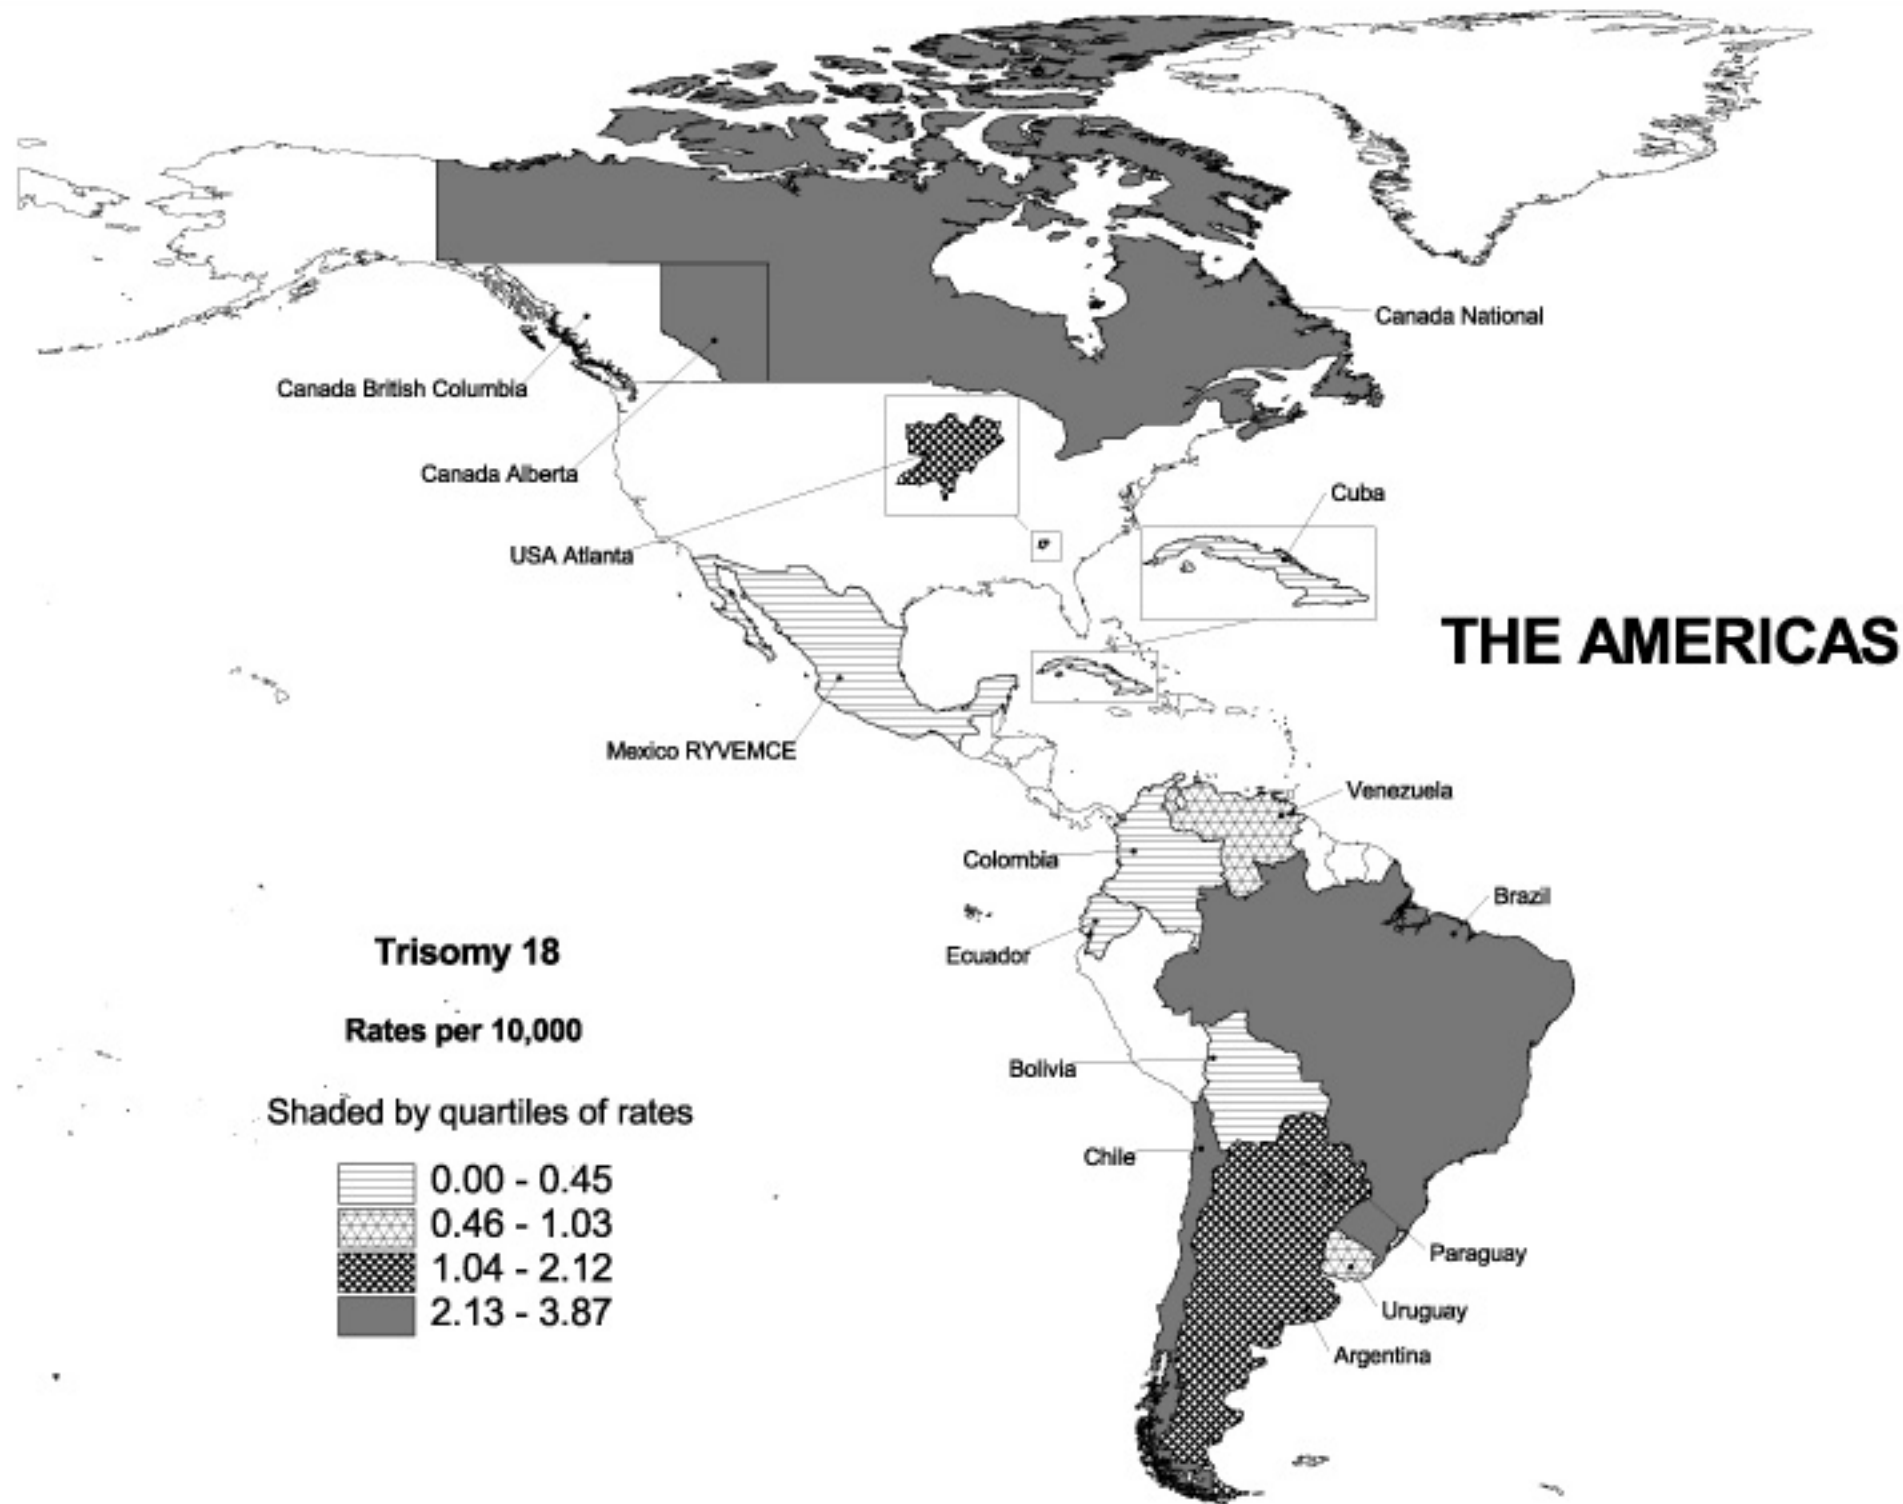 Canada National
Canada British Columbia
Canada Alberta
Cuba
USA Atlanta
THE AMERICAS
Mexico RYVEMCE
Venezuela
Colombia
Brazil
Ecuador
Trisomy 18
Rates per 10,000
Bolivia
Shaded by quartiles of rates
Chile
0.00 - 0.45
0.46 - 1.03
Paraguay
1.04 - 2.12
2.13 - 3.87
Uruguay
Argentina